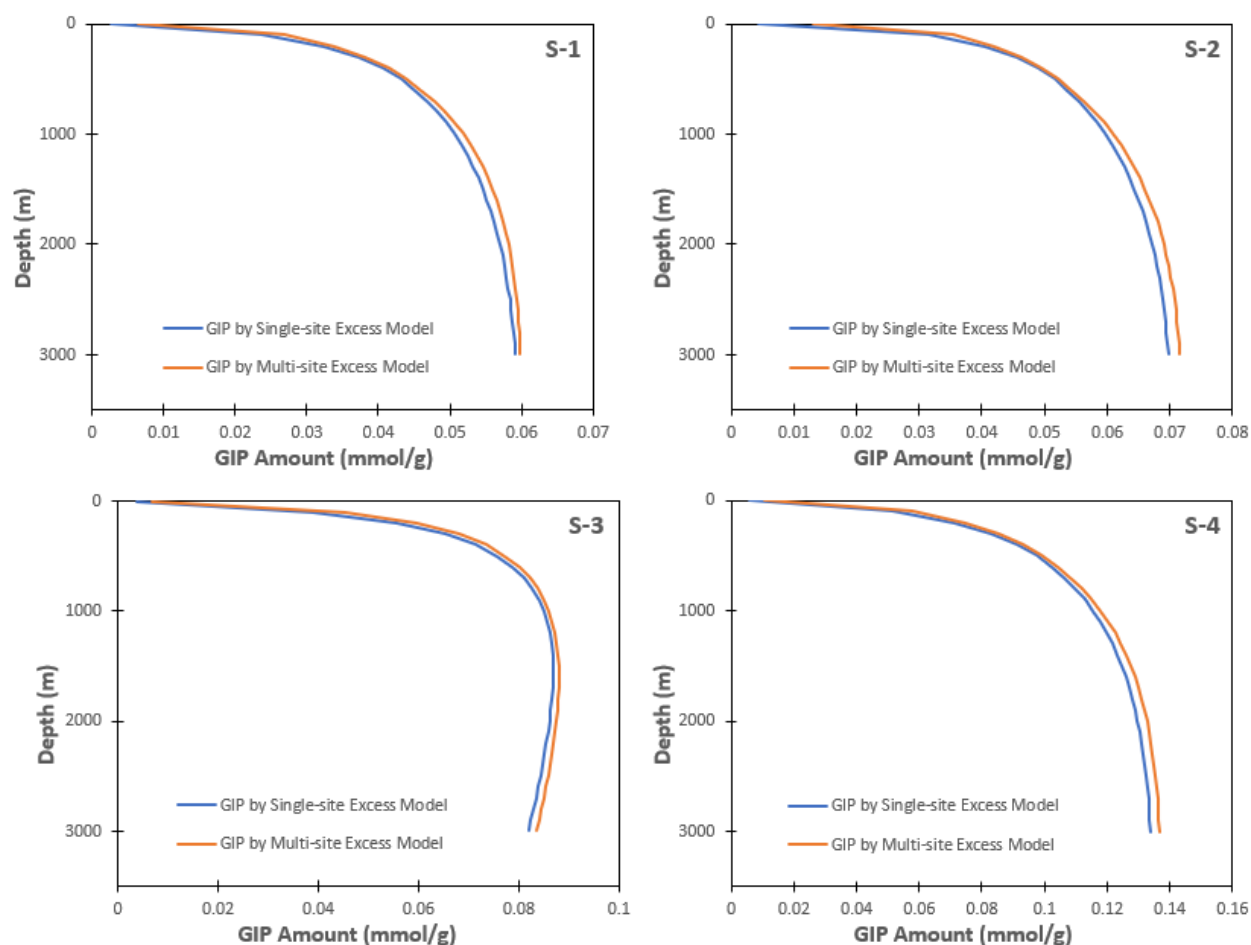 S-1
0
1000
2000
3000
Depth (m)
GIP by Single-site Excess Model
GIP by Multi-site Excess Model
0 0.01 0.02 0.03 0.04 0.05 0.06 0.07
GIP Amount (mmol/g)
S-2
0
1000
2000
3000
Depth (m)
GIP by Single-site Excess Model
GIP by Multi-site Excess Model
0 0.01 0.02 0.03 0.04 0.05 0.06 0.07 0.08
GIP Amount (mmol/g)
S-3
0
1000
2000
3000
Depth (m)
GIP by Single-site Excess Model
GIP by Multi-site Excess Model
0 0.02 0.04 0.06 0.08 0.1
GIP Amount (mmol/g)
S-4
0
1000
2000
3000
Depth (m)
GIP by Single-site Excess Model
GIP by Multi-site Excess Model
0 0.02 0.04 0.06 0.08 0.1 0.12 0.14 0.16
GIP Amount (mmol/g)